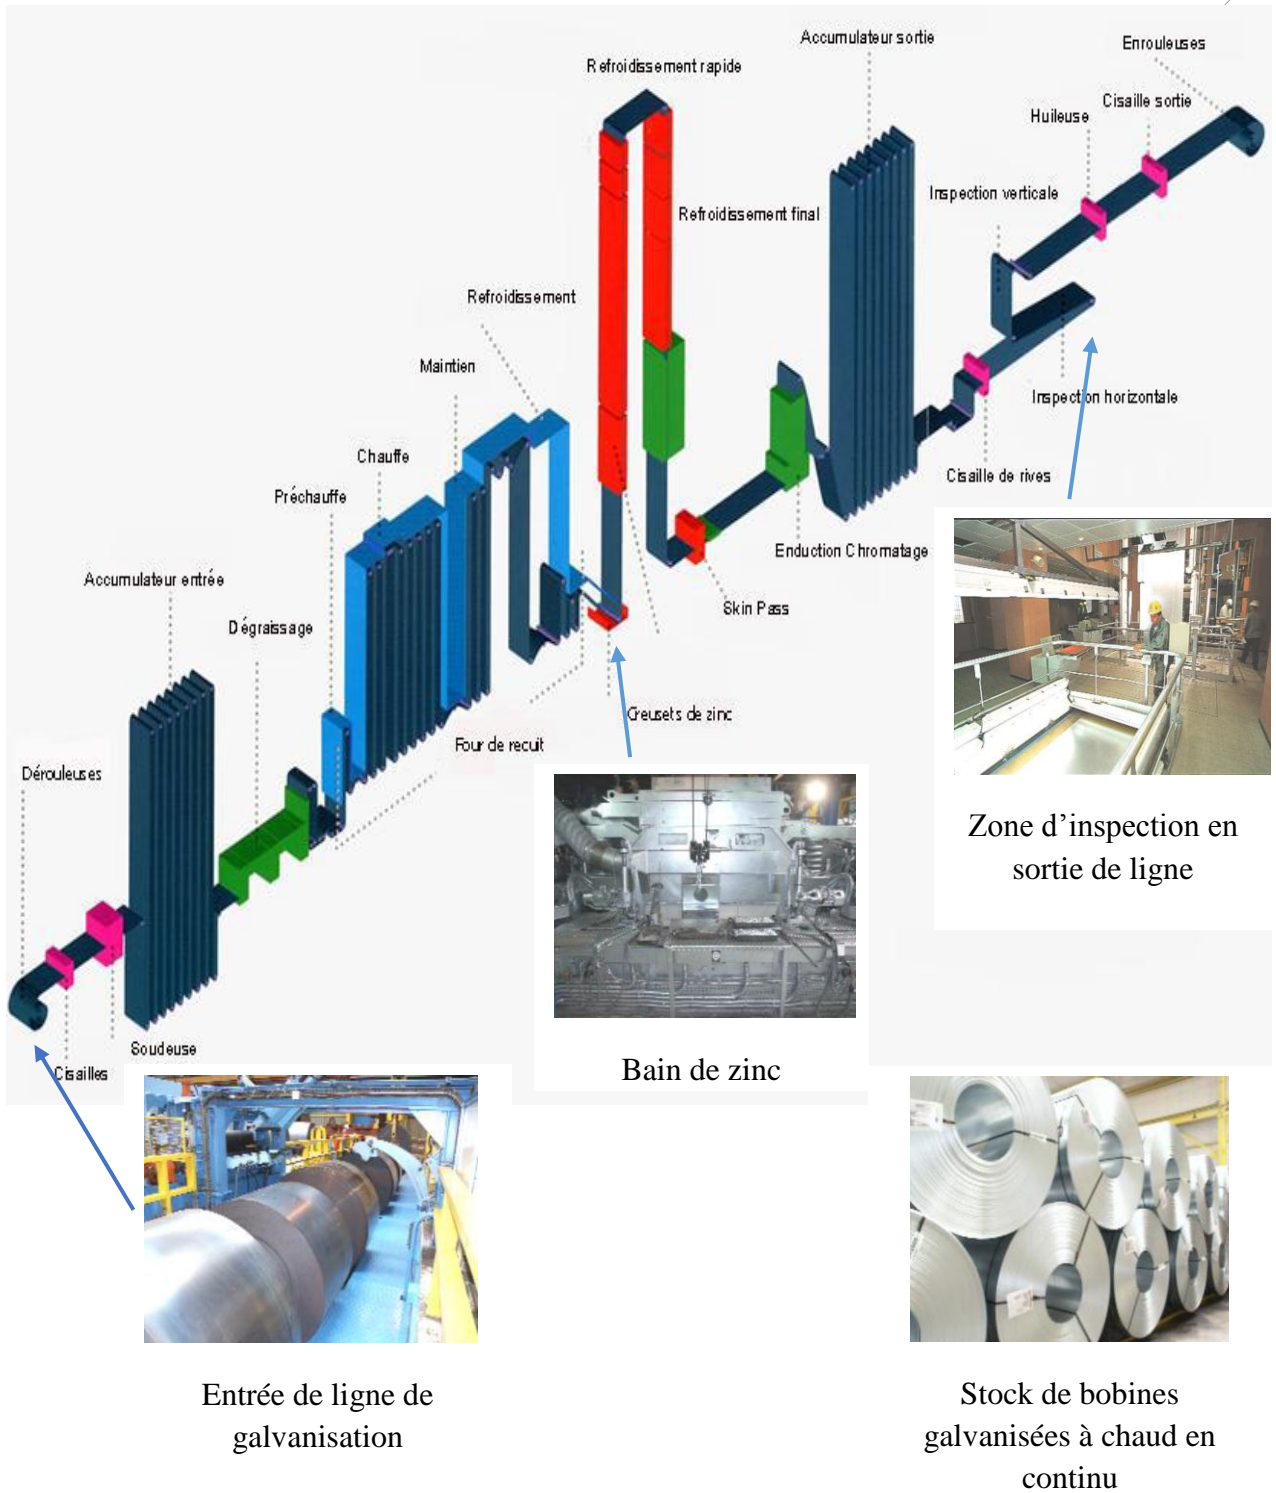 Accumulateur sortie
Enrouleuses
Refroidissement rapide
Cisaille sortie
Huileuse
Inspection verticale
Refroidissement final
Refroidissement
Maintien
Inspection horizontale
Chauffe
Cisaille de rives
Préchauffe
Enduction Chromatage
Accumulateur entrée
Skin Pass
Dégraissage
Creusets de zinc
Four de recuit
Dérouleuses
Soudeuse
Cisailles
Zone d’inspection en
sortie de ligne
Bain de zinc
Entrée de ligne de
galvanisation
Stock de bobines
galvanisées à chaud en
continu